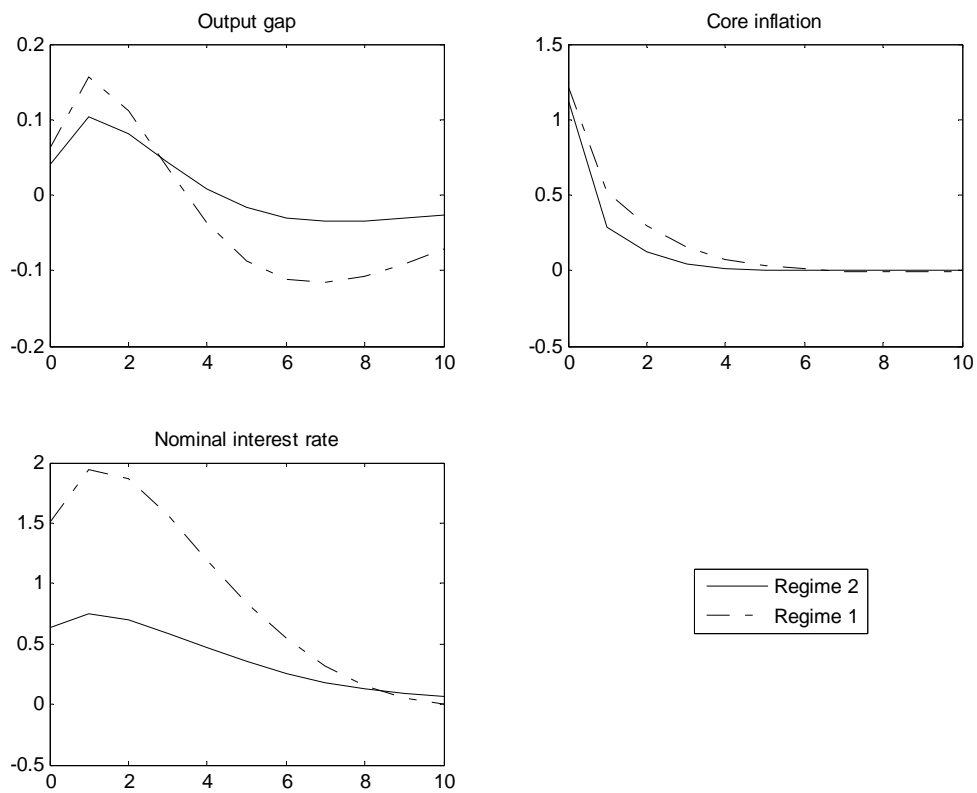 Output gap
0.2
0.1
0
-0.1
-0.2
0 2 4 6 8 10
Core inflation
1.5
1
0.5
0
-0.5
0 2 4 6 8 10
Nominal interest rate
2
1.5
1
0.5
0
-0.5
0 2 4 6 8 10
Regime 2
Regime 1